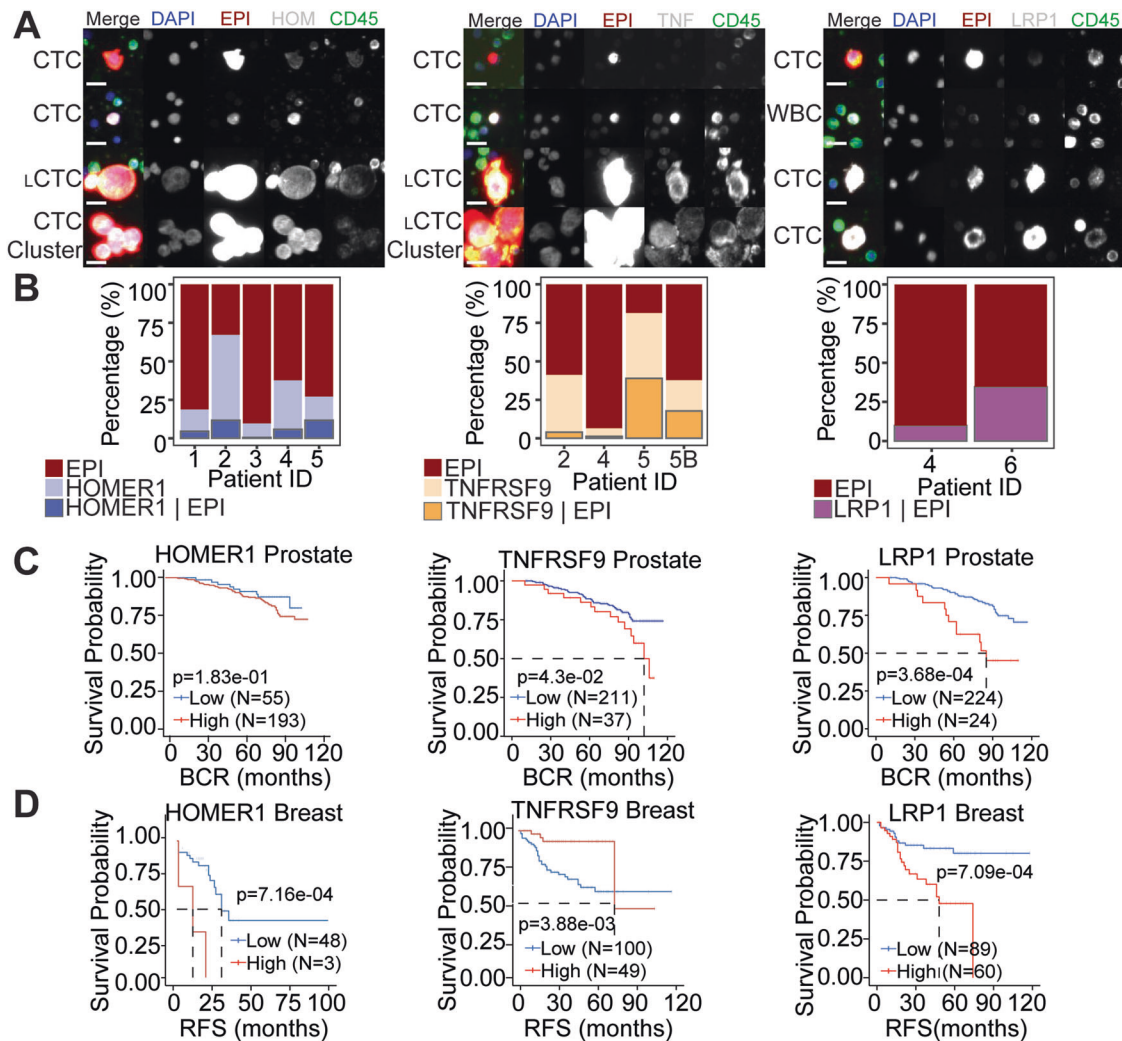 A
Merge DAPI EPI HOM CD45
Merge DAPI EPI TNF CD45
Merge DAPI EPI LRP1 CD45
CTC
CTC
LCTC
CTC
Cluster
CTC
CTC
LCTC
LCTC
Cluster
CTC
WBC
CTC
CTC
B
Percentage (%)
100
75
50
25
0
1 2 3 4 5
Patient ID
EPI
HOMER1
HOMER1 | EPI
Percentage (%)
100
75
50
25
0
2 4 5 5B
Patient ID
EPI
TNFRSF9
TNFRSF9 | EPI
Percentage (%)
100
75
50
25
0
4 6
Patient ID
EPI
LRP1 | EPI
C
HOMER1 Prostate
Survival Probability
1.00
0.75
0.50
0.25
0.00
p=1.83e-01
Low (N=55)
High (N=193)
0 30 60 90 120
BCR (months)
TNFRSF9 Prostate
Survival Probability
1.00
0.75
0.50
0.25
0.00
p=4.3e-02
Low (N=211)
High (N=37)
0 30 60 90 120
BCR (months)
LRP1 Prostate
Survival Probability
1.00
0.75
0.50
0.25
0.00
p=3.68e-04
Low (N=224)
High (N=24)
0 30 60 90 120
BCR (months)
D
HOMER1 Breast
Survival Probability
1.00
0.75
0.50
0.25
0.00
p=7.16e-04
Low (N=48)
High (N=3)
0 25 50 75 100
RFS (months)
TNFRSF9 Breast
Survival Probability
1.00
0.75
0.50
0.25
0.00
p=3.88e-03
Low (N=100)
High (N=49)
0 30 60 90 120
RFS (months)
LRP1 Breast
Survival Probability
1.00
0.75
0.50
0.25
0.00
p=7.09e-04
Low (N=89)
High (N=60)
0 30 60 90 120
RFS(months)